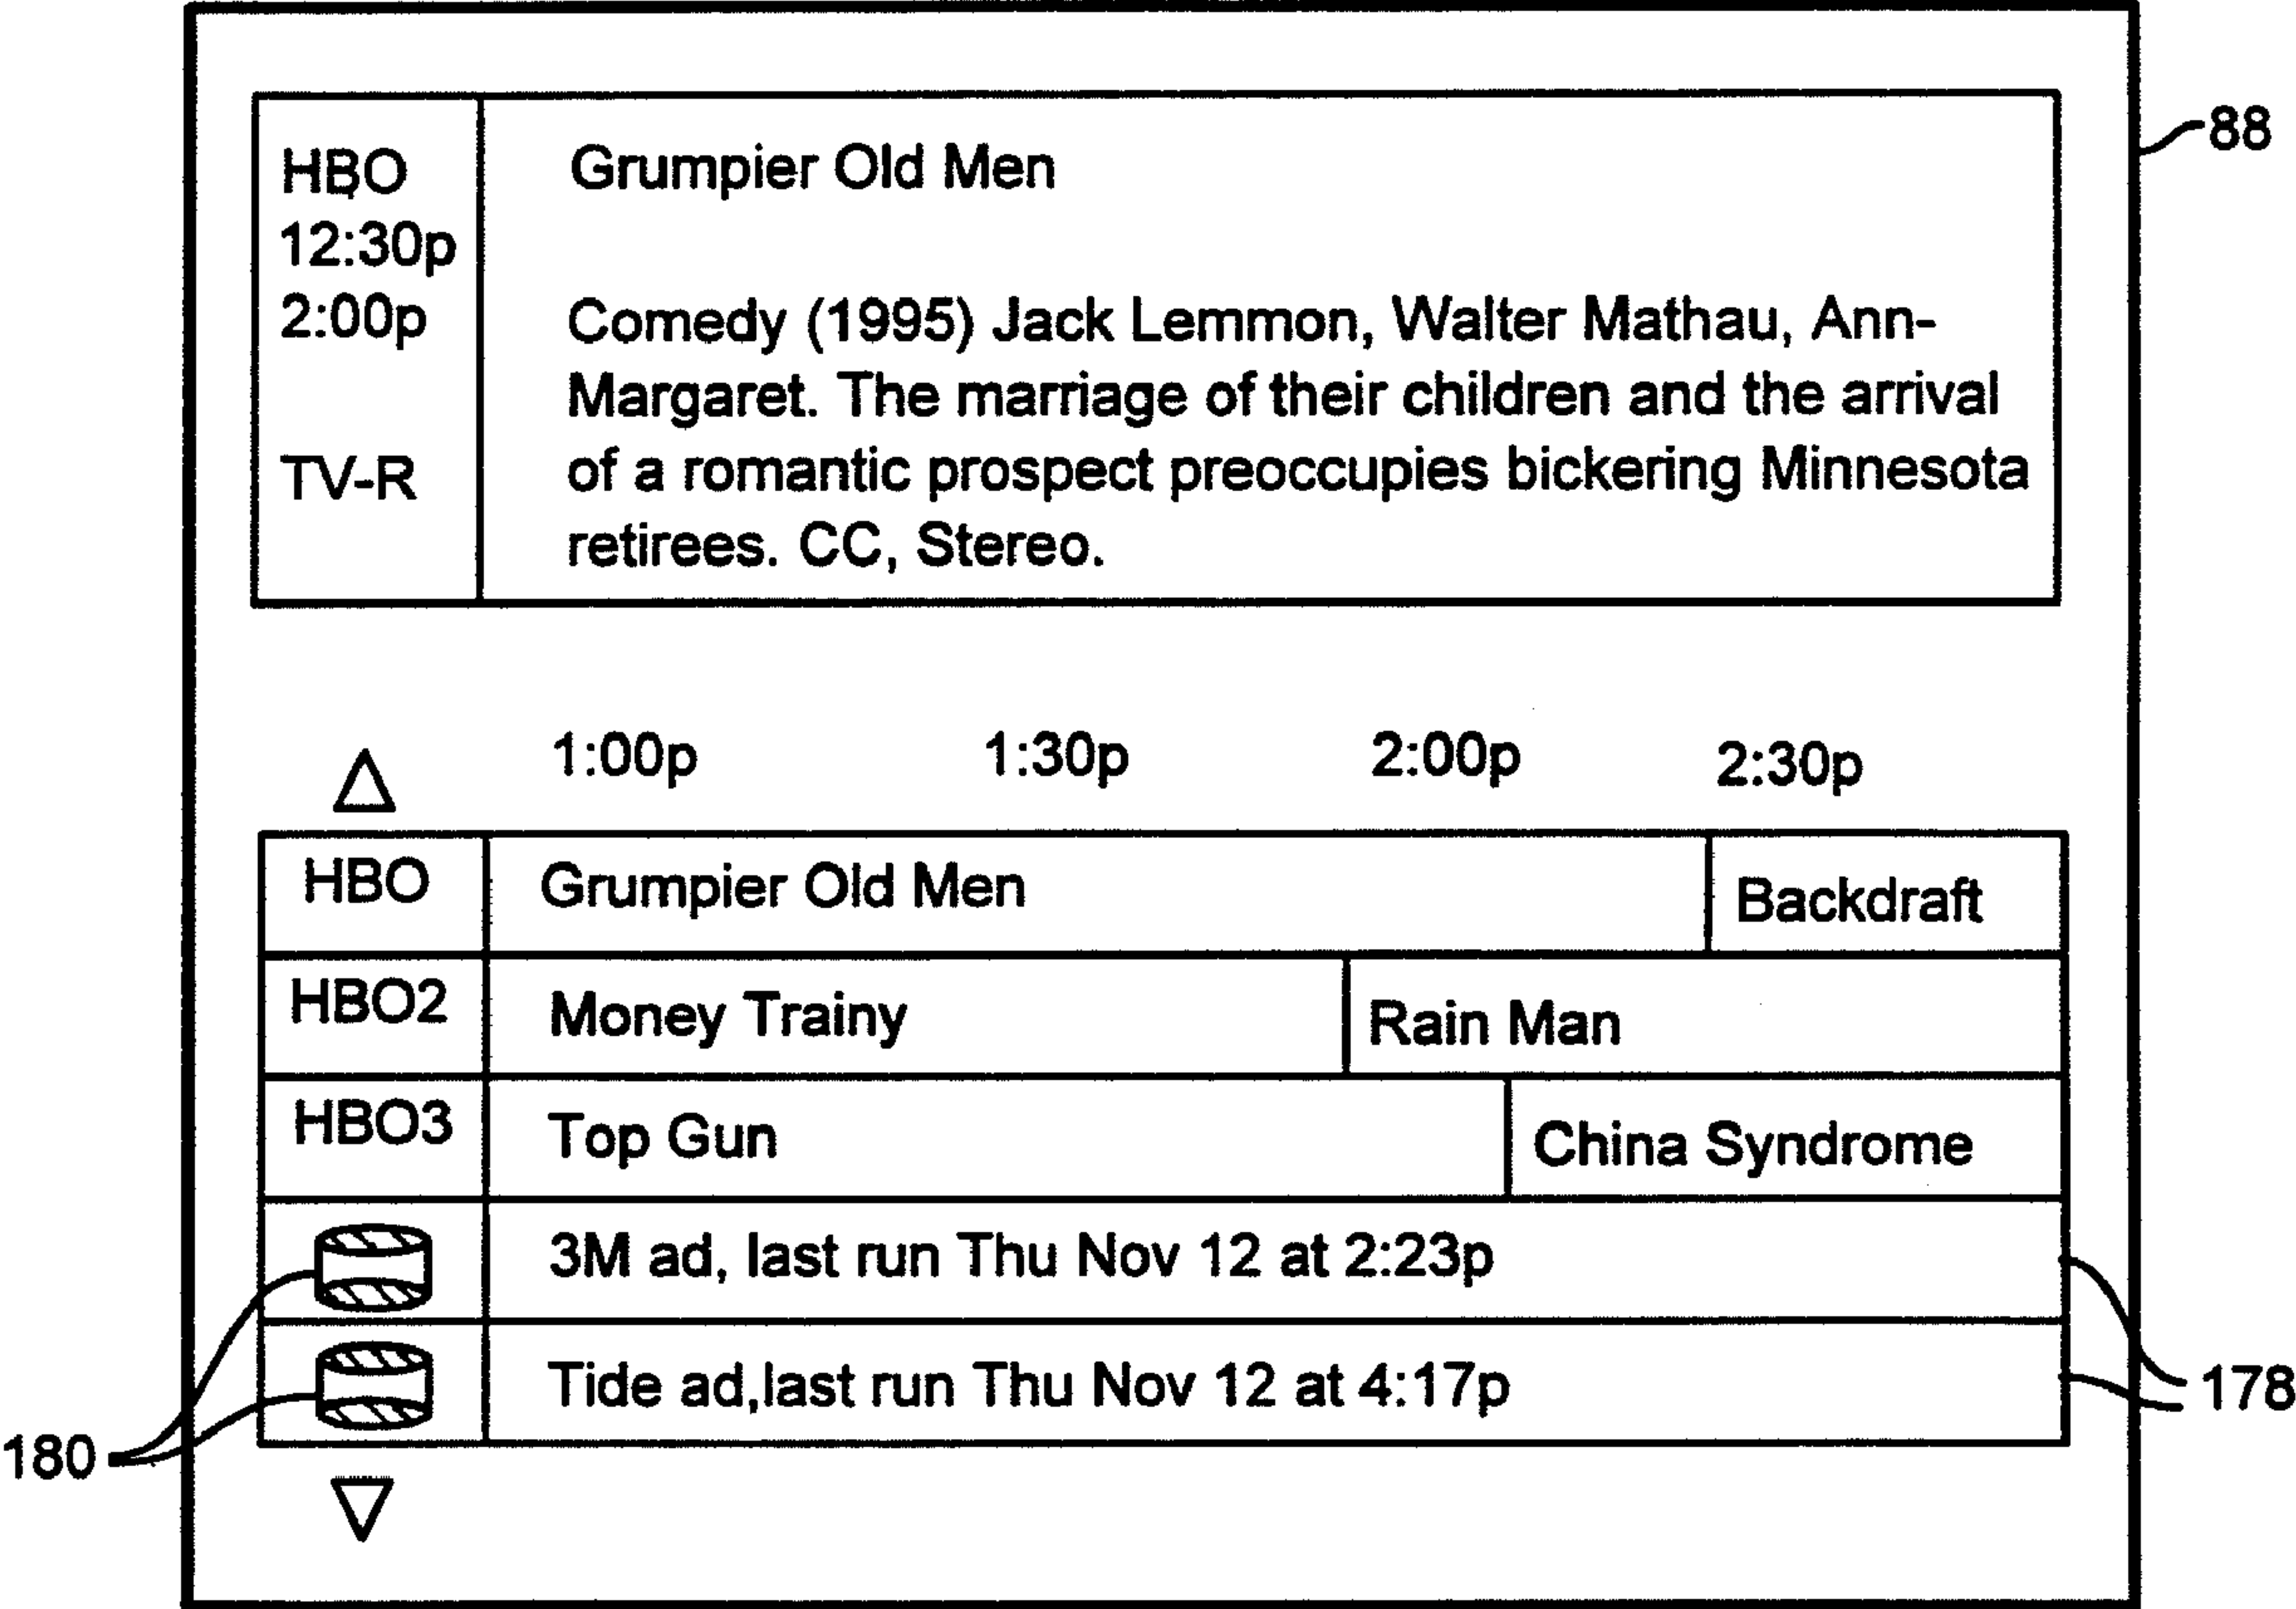 88
HBO
12:30p
2:00p
TV-R
Grumpier Old Men
Comedy (1995) Jack Lemmon, Walter Mathau, Ann-
Margaret. The marriage of their children and the arrival
of a romantic prospect preoccupies bickering Minnesota
retirees. CC, Stereo.
1:00p 1:30p 2:00p 2:30p
HBO Grumpier Old Men Backdraft
HBO2 Money Trainy Rain Man
HBO3 Top Gun China Syndrome
3M ad, last run Thu Nov 12 at 2:23p
Tide ad,last run Thu Nov 12 at 4:17p
178
180